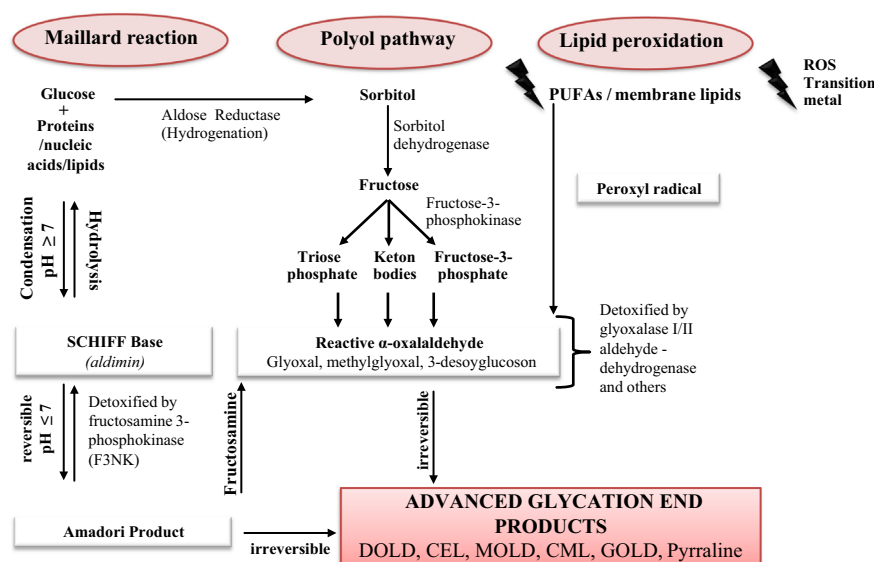 Maillard reaction
Polyol pathway
Lipid peroxidation
ROS
Transition
metal
Glucose
+
Proteins
/nucleic
acids/lipids
Aldose Reductase
(Hydrogenation)
Sorbitol
PUFAs / membrane lipids
Sorbitol
dehydrogenase
Fructose
Peroxyl radical
Fructose-3-
phosphokinase
Condensation
pH ≥ 7
Hydrolysis
Triose
phosphate
Keton
bodies
Fructose-3-
phosphate
SCHIFF Base
(aldimin)
Reactive α-oxalaldehyde
Glyoxal, methylglyoxal, 3-desoyglucoson
Detoxified by
glyoxalase I/II
aldehyde -
dehydrogenase
and others
reversible
pH ≤ 7
Detoxified by
fructosamine 3-
phosphokinase
(F3NK)
Fructosamine
irreversible
Amadori Product
irreversible
ADVANCED GLYCATION END
PRODUCTS
DOLD, CEL, MOLD, CML, GOLD, Pyrraline